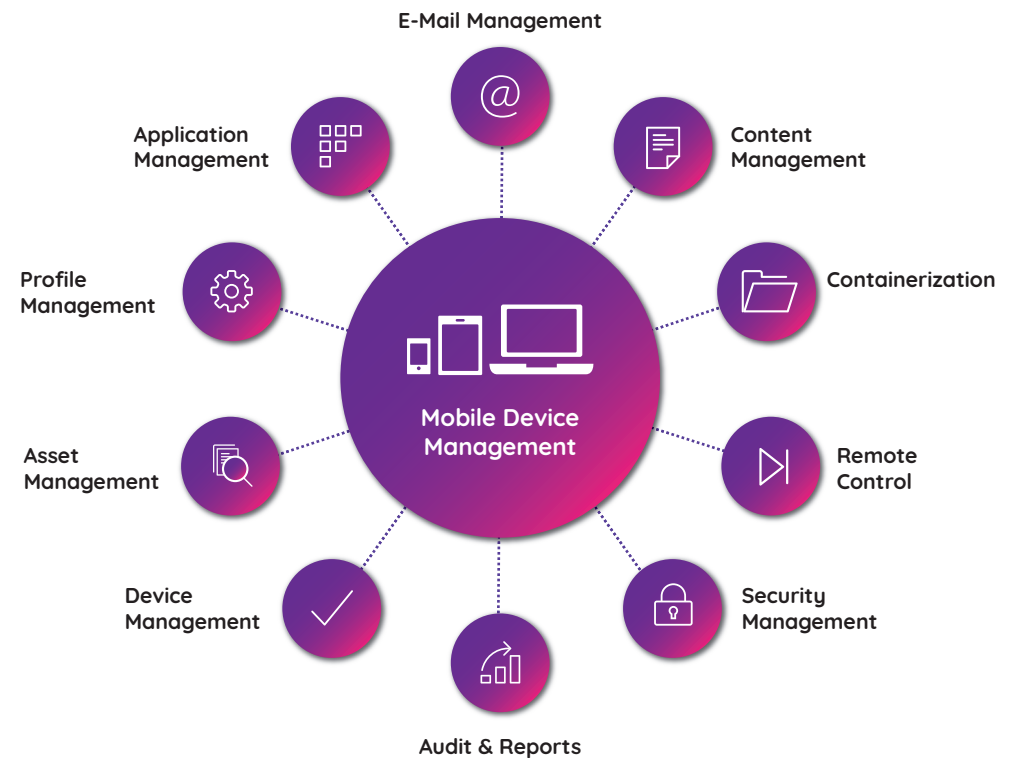 E-Mail Management
@
Application
Management
Content
Management
Profile
Management
Containerization
Mobile Device
Management
Asset
Management
Remote
Control
Device
Management
Security
Management
Audit & Reports